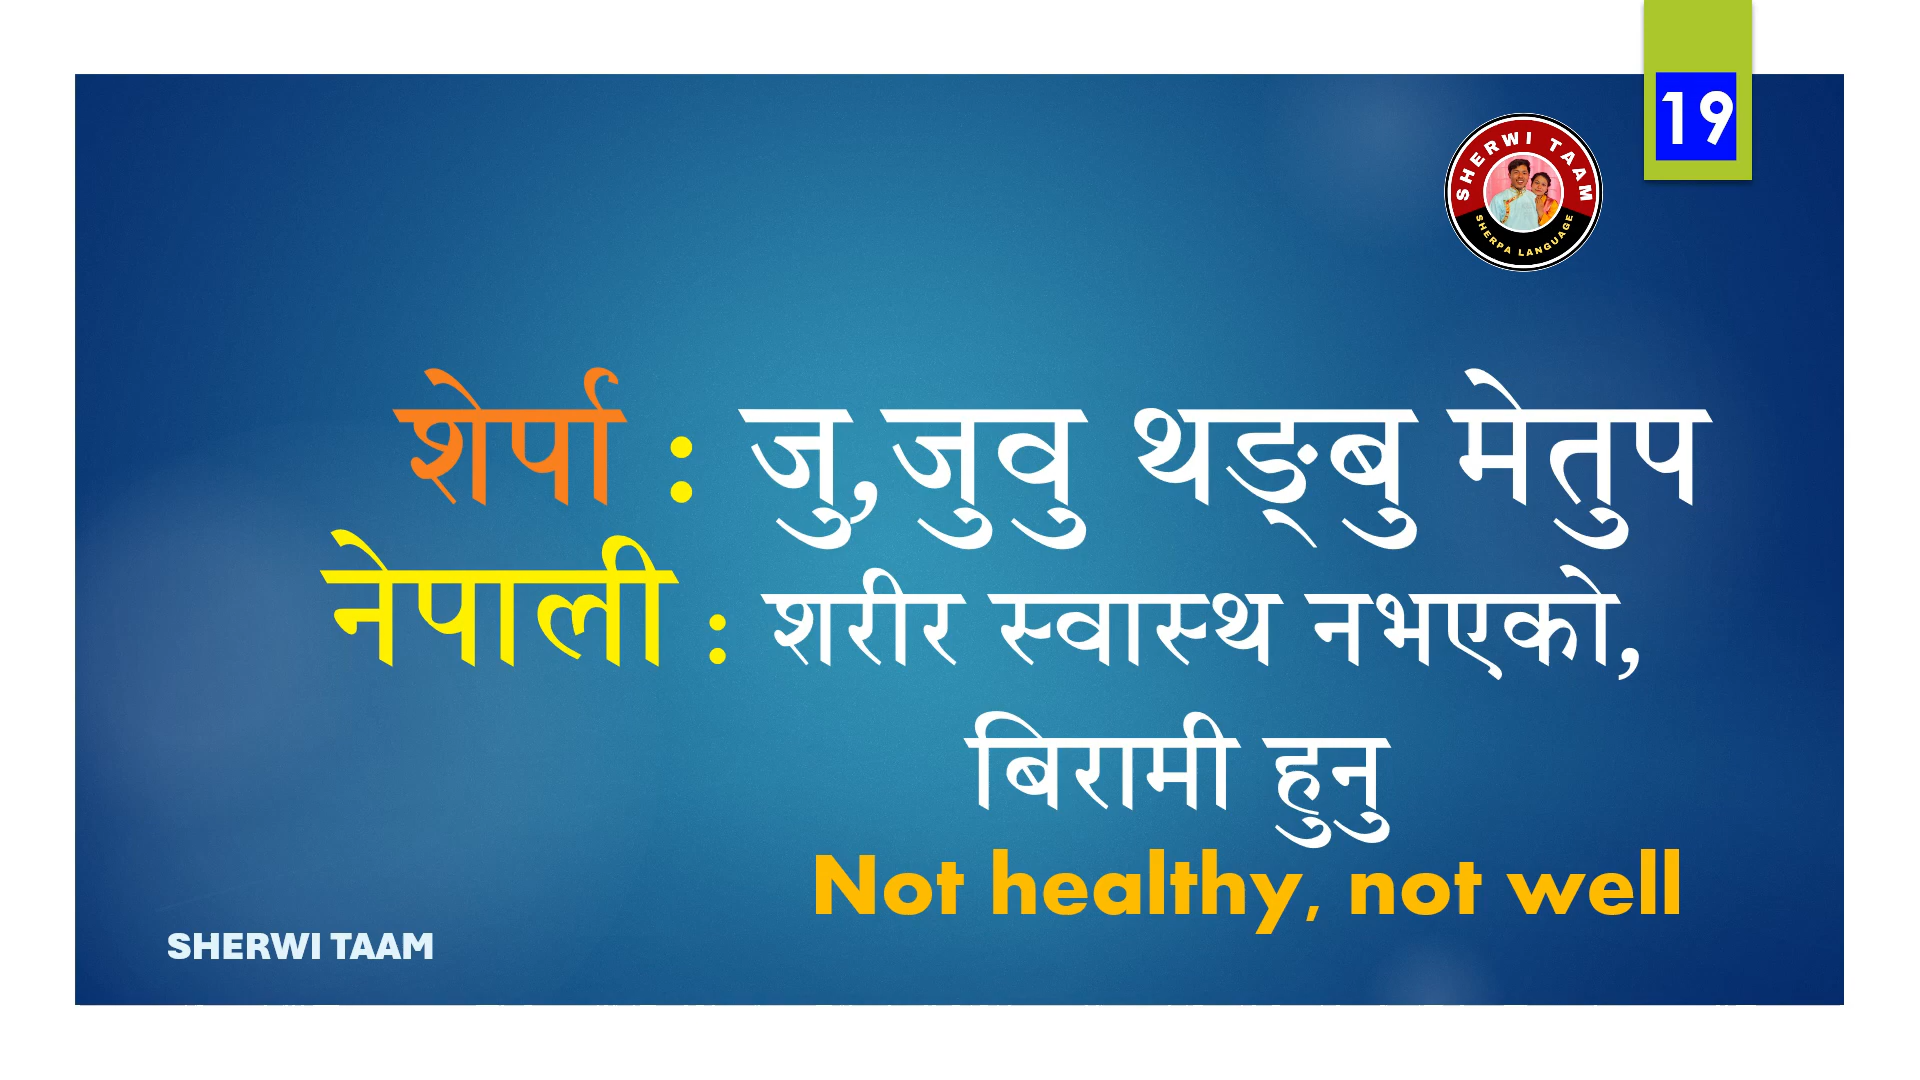 19
SHERWI TAAM
SHERPA LANGUAGE
शेर्पा : जु,जुवु थङ्बु मेतुप
नेपाली : शरीर स्वास्थ नभएको,
बिरामी हुनु
Not healthy, not well
SHERWI TAAM